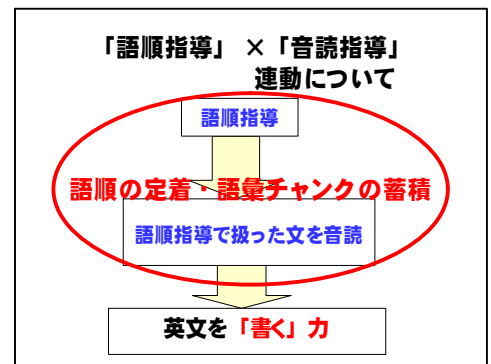 「語順指導」×「音読指導」
連動について
語順指導
語順の定着・語彙チャンクの蓄積
語順指導で扱った文を音読
英文を「書く」力